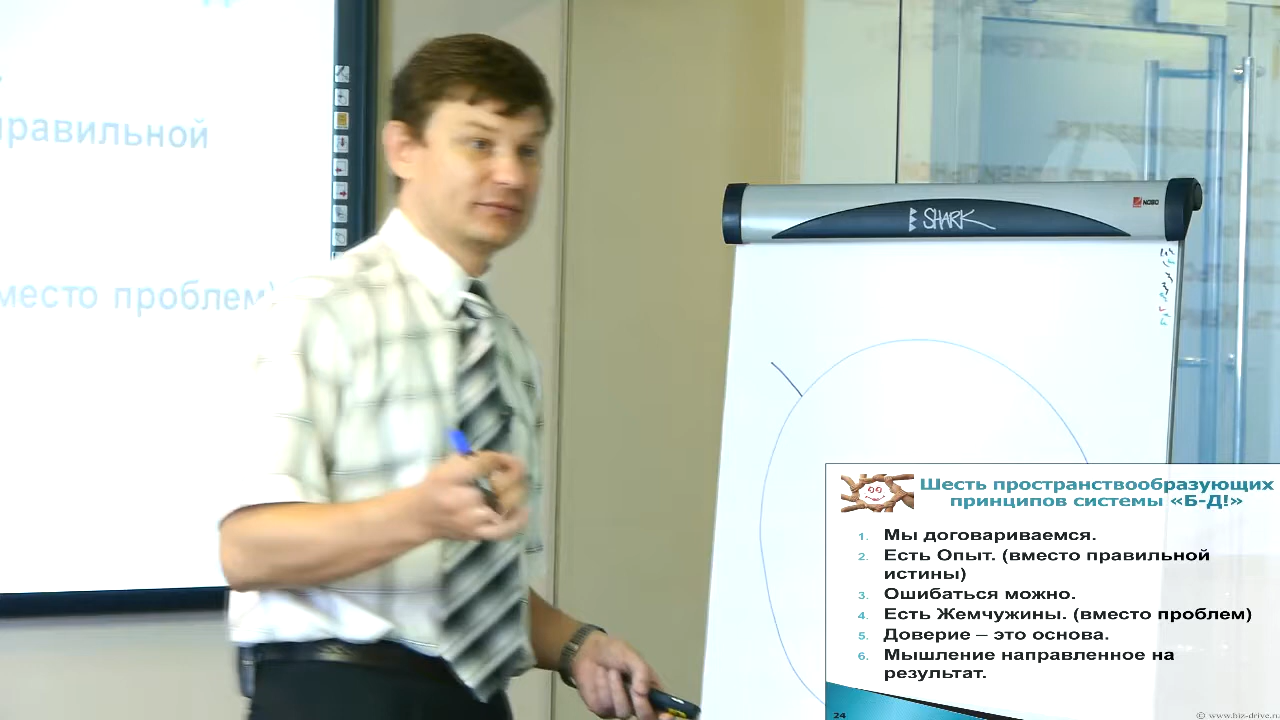 правильной
вместо проблем)
SHARK
NOBO
Шесть пространствообразующих
принципов системы «Б-Д!»
1. Мы договариваемся.
2. Есть Опыт. (вместо правильной
истины)
3. Ошибаться можно.
4. Есть Жемчужины. (вместо проблем)
5. Доверие – это основа.
6. Мышление направленное на
результат.
24
© www.biz-drive.ru